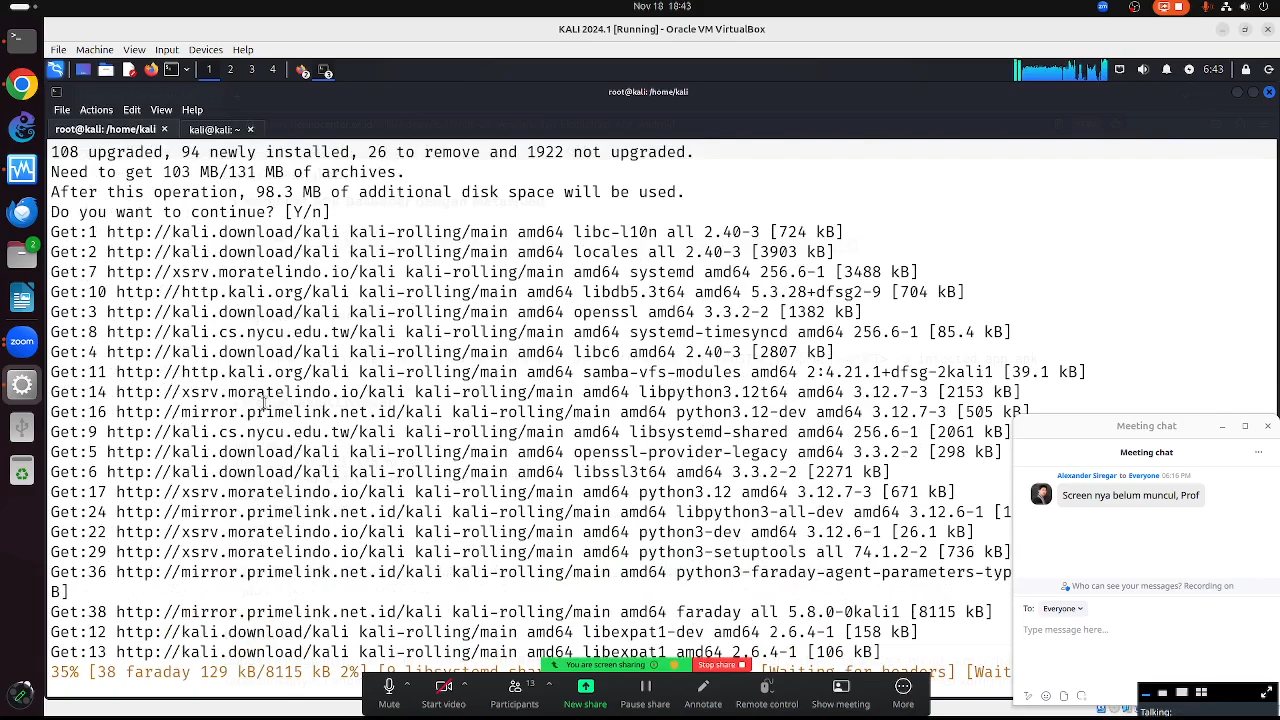 Nov 18 18:43
KALI 2024.1 [Running] - Oracle VM VirtualBox
File Machine View Input Devices Help
1 2 3 4
6:43
root@kali: /home/kali
File Actions Edit View Help
root@kali: /home/kali × kali@kali: ~ ×
108 upgraded, 94 newly installed, 26 to remove and 1922 not upgraded.
Need to get 103 MB/131 MB of archives.
After this operation, 98.3 MB of additional disk space will be used.
Do you want to continue? [Y/n]
Get:1 http://kali.download/kali kali-rolling/main amd64 libc-l10n all 2.40-3 [724 kB]
Get:2 http://kali.download/kali kali-rolling/main amd64 locales all 2.40-3 [3903 kB]
Get:7 http://xsrv.moratelindo.io/kali kali-rolling/main amd64 systemd amd64 256.6-1 [3488 kB]
Get:10 http://http.kali.org/kali kali-rolling/main amd64 libdb5.3t64 amd64 5.3.28+dfsg2-9 [704 kB]
Get:3 http://kali.download/kali kali-rolling/main amd64 openssl amd64 3.3.2-2 [1382 kB]
Get:8 http://kali.cs.nycu.edu.tw/kali kali-rolling/main amd64 systemd-timesyncd amd64 256.6-1 [85.4 kB]
Get:4 http://kali.download/kali kali-rolling/main amd64 libc6 amd64 2.40-3 [2807 kB]
Get:11 http://http.kali.org/kali kali-rolling/main amd64 samba-vfs-modules amd64 2:4.21.1+dfsg-2kali1 [39.1 kB]
Get:14 http://xsrv.moratelindo.io/kali kali-rolling/main amd64 libpython3.12t64 amd64 3.12.7-3 [2153 kB]
Get:16 http://mirror.primelink.net.id/kali kali-rolling/main amd64 python3.12-dev amd64 3.12.7-3 [505 kB]
Get:9 http://kali.cs.nycu.edu.tw/kali kali-rolling/main amd64 libsystemd-shared amd64 256.6-1 [2061 kB]
Get:5 http://kali.download/kali kali-rolling/main amd64 openssl-provider-legacy amd64 3.3.2-2 [298 kB]
Get:6 http://kali.download/kali kali-rolling/main amd64 libssl3t64 amd64 3.3.2-2 [2271 kB]
Get:17 http://xsrv.moratelindo.io/kali kali-rolling/main amd64 python3.12 amd64 3.12.7-3 [671 kB]
Get:24 http://mirror.primelink.net.id/kali kali-rolling/main amd64 libpython3-all-dev amd64 3.12.6-1 [1
Get:22 http://xsrv.moratelindo.io/kali kali-rolling/main amd64 python3-dev amd64 3.12.6-1 [26.1 kB]
Get:29 http://xsrv.moratelindo.io/kali kali-rolling/main amd64 python3-setuptools all 74.1.2-2 [736 kB]
Get:36 http://mirror.primelink.net.id/kali kali-rolling/main amd64 python3-faraday-agent-parameters-typ
B]
Get:38 http://mirror.primelink.net.id/kali kali-rolling/main amd64 faraday all 5.8.0-0kali1 [8115 kB]
Get:12 http://kali.download/kali kali-rolling/main amd64 libexpat1-dev amd64 2.6.4-1 [158 kB]
Get:13 http://kali.download/kali kali-rolling/main amd64 libexpat1 amd64 2.6.4-1 [106 kB]
35% [38 faraday 129 kB/8115 kB 2%] [Waiting for headers] [Wait
You are screen sharing Stop share
Mute Start video Participants 13 New share Pause share Annotate Remote control Show meeting More
zoom
2
Meeting chat
Meeting chat
Alexander Siregar to Everyone 06:16 PM
Screen nya belum muncul, Prof
Who can see your messages? Recording on
To: Everyone
Type message here...
Talking: